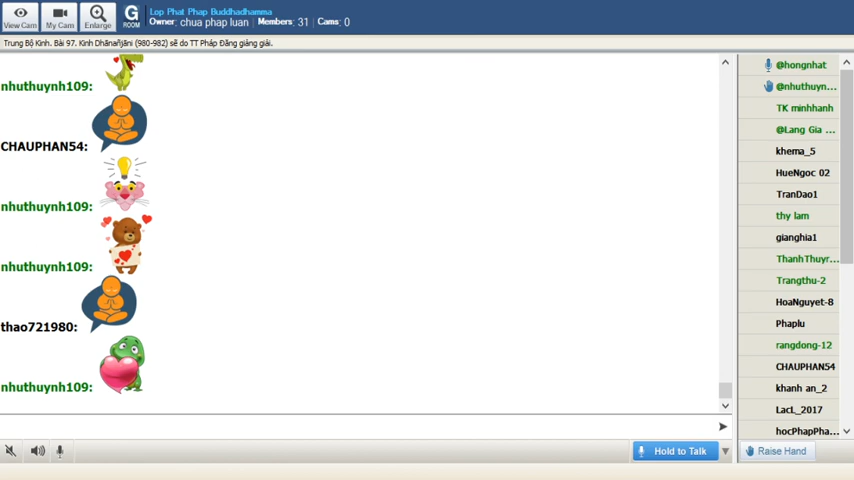 View Cam
My Cam
Enlarge
G
ROOM
Lop Phat Phap Buddhadhamma
Owner: chua phap luan Members: 31 Cams: 0
Trung Bộ Kinh. Bài 97. Kinh Dhānañjāni (980-982) sẽ do TT Pháp Đăng giảng giải.
nhuthuynh109:
CHAUPHAN54:
nhuthuynh109:
nhuthuynh109:
thao721980:
nhuthuynh109:
@hongnhat
@nhuthuyn...
TK minhhanh
@Lang Gia ...
khema_5
HueNgoc 02
TranDao1
thy lam
gianghia1
ThanhThuyr...
Trangthu-2
HoaNguyet-8
Phaplu
rangdong-12
CHAUPHAN54
khanh an_2
LacL_2017
hocPhapPha...
Hold to Talk
Raise Hand